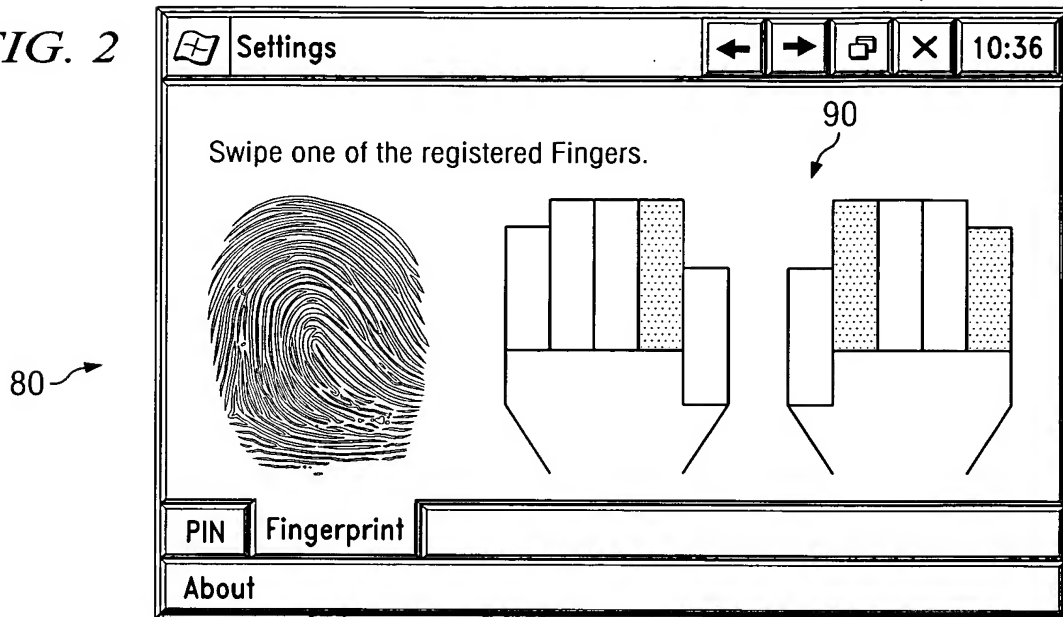 FIG. 2
Settings 10:36
90
Swipe one of the registered Fingers.
80
PIN Fingerprint
About